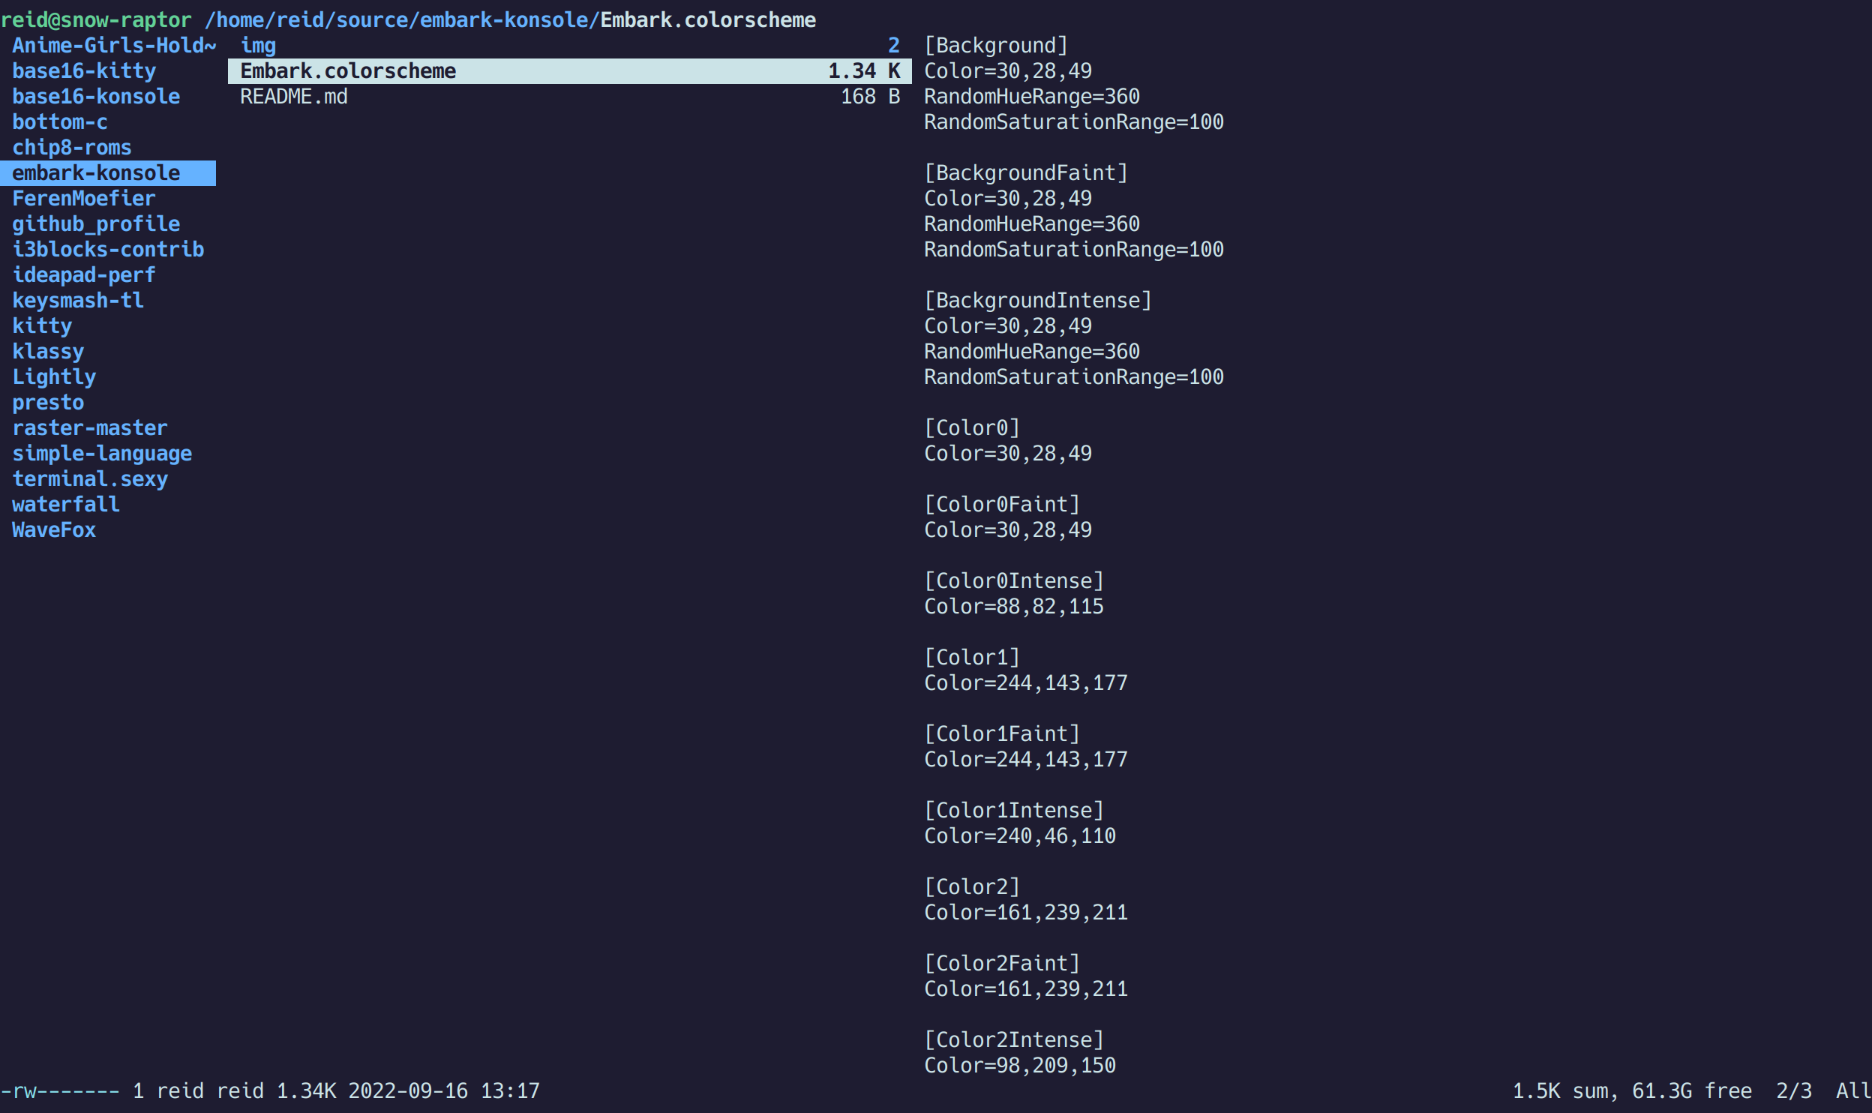 reid@snow-raptor /home/reid/source/embark-konsole/Embark.colorscheme
Anime-Girls-Hold~
base16-kitty
base16-konsole
bottom-c
chip8-roms
embark-konsole
FerenMoefier
github_profile
i3blocks-contrib
ideapad-perf
keysmash-tl
kitty
klassy
Lightly
presto
raster-master
simple-language
terminal.sexy
waterfall
WaveFox
img 2
Embark.colorscheme 1.34 K
README.md 168 B
[Background]
Color=30,28,49
RandomHueRange=360
RandomSaturationRange=100
[BackgroundFaint]
Color=30,28,49
RandomHueRange=360
RandomSaturationRange=100
[BackgroundIntense]
Color=30,28,49
RandomHueRange=360
RandomSaturationRange=100
[Color0]
Color=30,28,49
[Color0Faint]
Color=30,28,49
[Color0Intense]
Color=88,82,115
[Color1]
Color=244,143,177
[Color1Faint]
Color=244,143,177
[Color1Intense]
Color=240,46,110
[Color2]
Color=161,239,211
[Color2Faint]
Color=161,239,211
[Color2Intense]
Color=98,209,150
-rw------- 1 reid reid 1.34K 2022-09-16 13:17 1.5K sum, 61.3G free 2/3 All